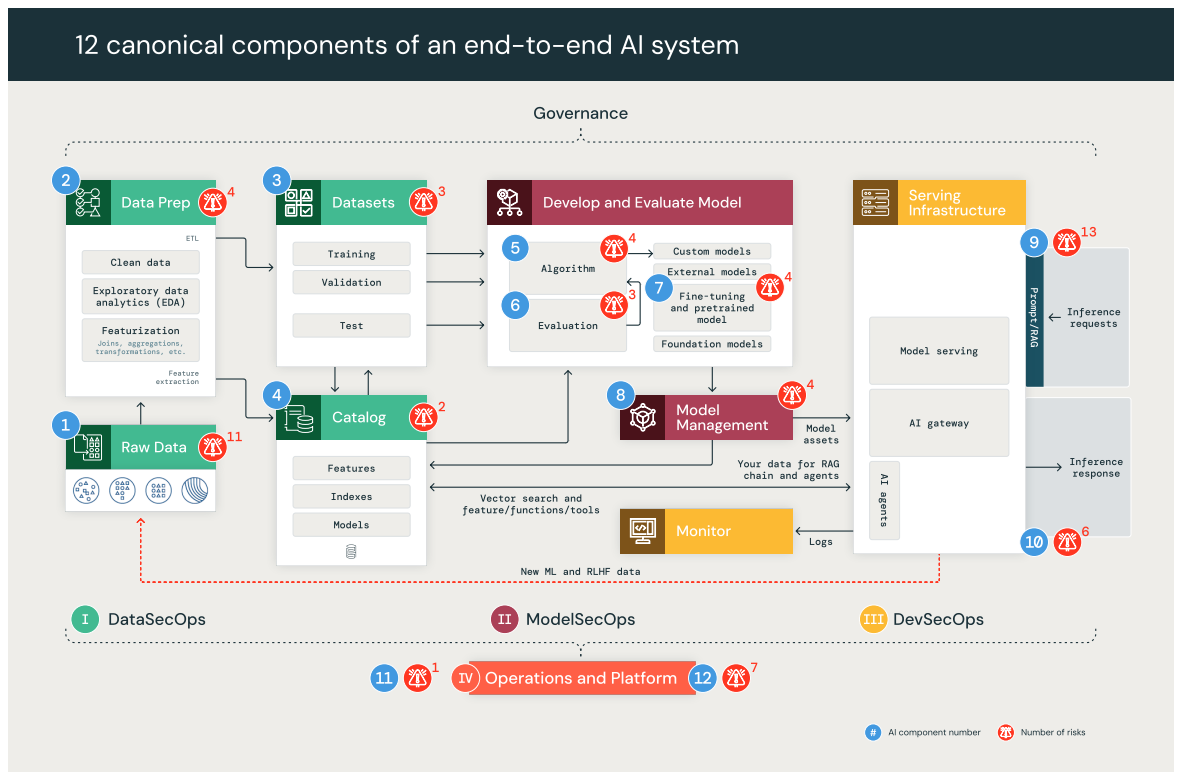 12 canonical components of an end-to-end AI system
Governance
2
Data Prep
4
ETL
Clean data
Exploratory data
analytics (EDA)
Featurization
Joins, aggregations,
transformations, etc.
Feature
extraction
1
Raw Data
11
3
Datasets
3
Training
Validation
Test
4
Catalog
2
Features
Indexes
Models
Develop and Evaluate Model
5
4
Algorithm
6
3
Evaluation
Custom models
External models
7
4
Fine-tuning
and pretrained
model
Foundation models
8
Model
Management
4
Model
assets
Your data for RAG
chain and agents
Vector search and
feature/functions/tools
Monitor
Logs
New ML and RLHF data
Serving
Infrastructure
9
13
Prompt/RAG
Inference
requests
Model serving
AI gateway
AI agents
Inference
response
10
6
I
DataSecOps
II
ModelSecOps
III
DevSecOps
11
1
IV
Operations and Platform
12
7
# AI component number
Number of risks